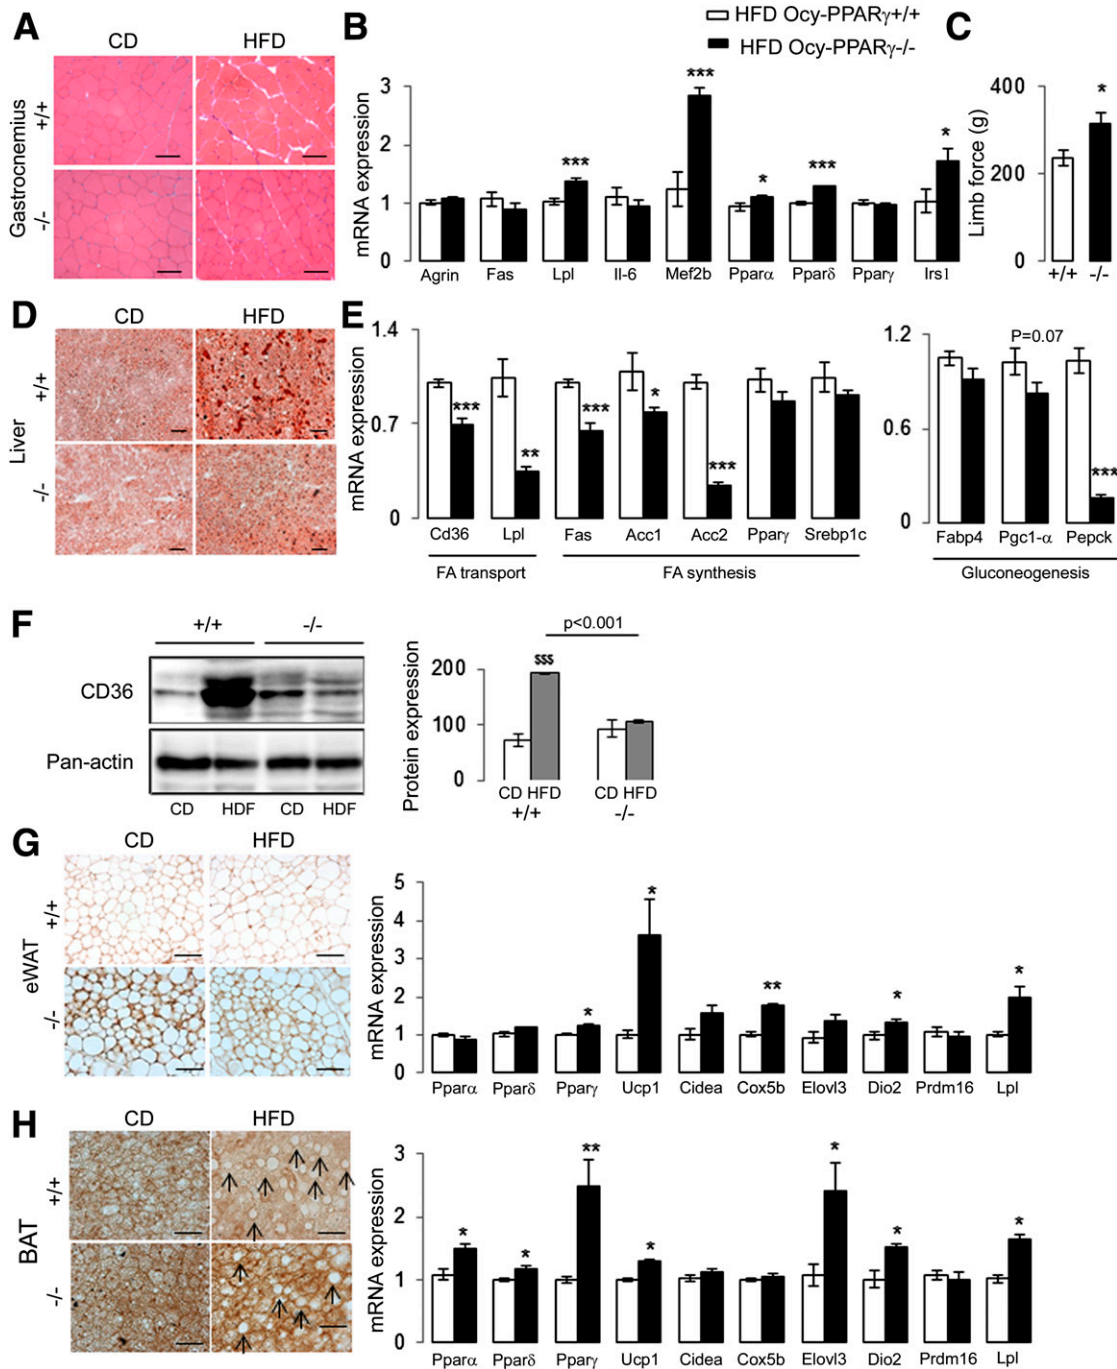 A
CD
HFD
Gastrocnemius
+/+
-/-
B
HFD Ocy-PPARγ+/+
HFD Ocy-PPARγ-/-
mRNA expression
3
2
1
0
***
***
*
***
*
Agrin
Fas
Lpl
Il-6
Mef2b
Pparα
Pparδ
Pparγ
Irs1
C
Limb force (g)
400
200
0
*
+/+
-/-
D
CD
HFD
Liver
+/+
-/-
E
mRNA expression
1.4
0.7
0
***
**
***
*
***
Cd36
Lpl
Fas
Acc1
Acc2
Pparγ
Srebp1c
FA transport
FA synthesis
1.2
0.6
0
P=0.07
***
Fabp4
Pgc1-α
Pepck
Gluconeogenesis
F
+/+
-/-
CD36
Pan-actin
CD
HDF
CD
HDF
Protein expression
200
100
0
p<0.001
$$$
CD HFD
CD HFD
+/+
-/-
G
CD
HFD
eWAT
+/+
-/-
mRNA expression
5
4
3
2
1
0
*
*
**
*
*
Pparα
Pparδ
Pparγ
Ucp1
Cidea
Cox5b
Elovl3
Dio2
Prdm16
Lpl
H
CD
HFD
BAT
+/+
-/-
mRNA expression
3
2
1
0
*
*
**
*
*
*
*
Pparα
Pparδ
Pparγ
Ucp1
Cidea
Cox5b
Elovl3
Dio2
Prdm16
Lpl